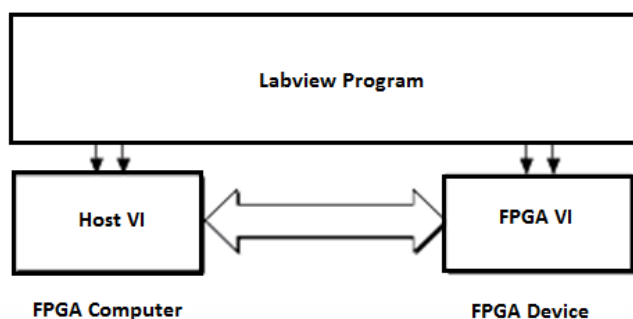 Labview Program
Host VI
FPGA VI
FPGA Computer
FPGA Device